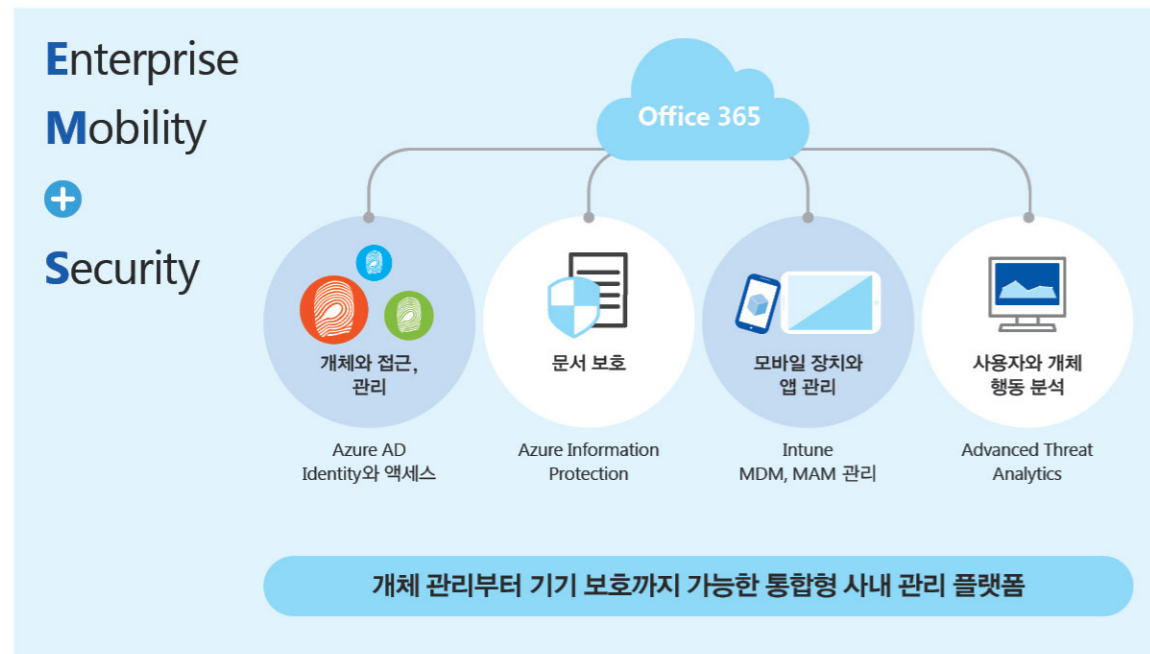 Enterprise
Mobility
+
Security
Office 365
개체와 접근,
관리
문서 보호
모바일 장치와
앱 관리
사용자와 개체
행동 분석
Azure AD
Identity와 액세스
Azure Information
Protection
Intune
MDM, MAM 관리
Advanced Threat
Analytics
개체 관리부터 기기 보호까지 가능한 통합형 사내 관리 플랫폼